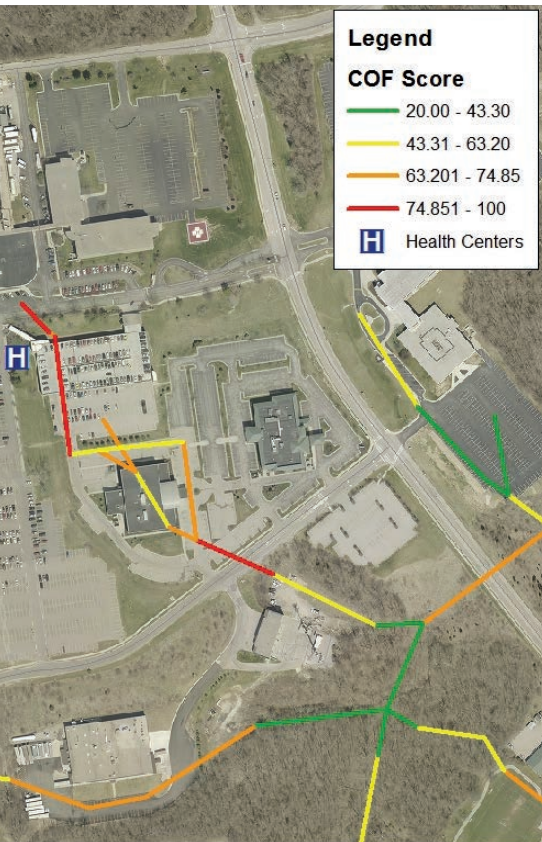 Legend
COF Score
20.00 - 43.30
43.31 - 63.20
63.201 - 74.85
74.851 - 100
H Health Centers
H